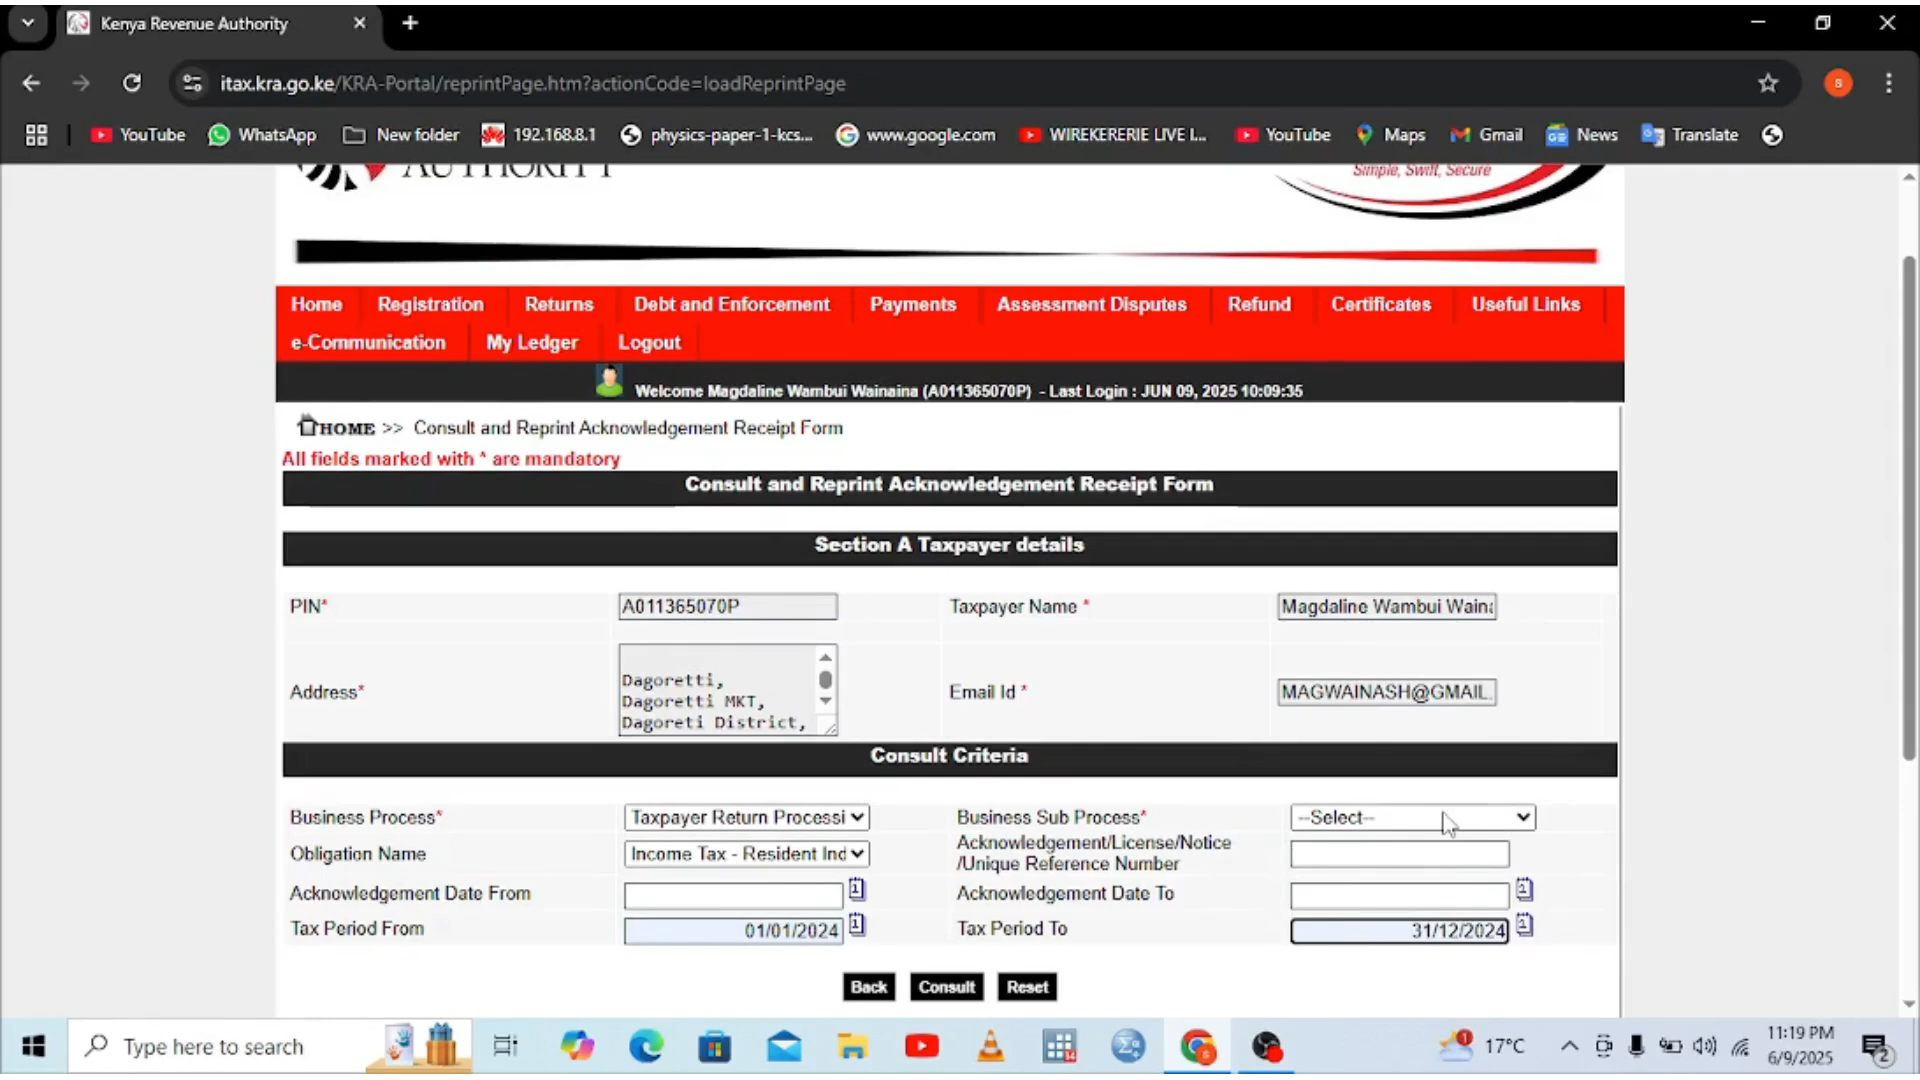 Kenya Revenue Authority
itax.kra.go.ke/KRA-Portal/reprintPage.htm?actionCode=loadReprintPage
S
YouTube WhatsApp New folder 192.168.8.1 physics-paper-1-kcs... www.google.com WIREKERERIE LIVE I... YouTube Maps Gmail News Translate
AUTHORITY
Simple, Swift, Secure
Home Registration Returns Debt and Enforcement Payments Assessment Disputes Refund Certificates Useful Links
e-Communication My Ledger Logout
Welcome Magdaline Wambui Wainaina (A011365070P) - Last Login : JUN 09, 2025 10:09:35
HOME >> Consult and Reprint Acknowledgement Receipt Form
All fields marked with * are mandatory
Consult and Reprint Acknowledgement Receipt Form
Section A Taxpayer details
PIN* A011365070P Taxpayer Name * Magdaline Wambui Waina
Address* Dagoretti,
Dagoretti MKT,
Dagoreti District,
Email Id * MAGWAINASH@GMAIL.
Consult Criteria
Business Process* Taxpayer Return Processi Business Sub Process* --Select--
Obligation Name Income Tax - Resident Ind Acknowledgement/License/Notice
/Unique Reference Number
Acknowledgement Date From Acknowledgement Date To
Tax Period From 01/01/2024 Tax Period To 31/12/2024
Back Consult Reset
Type here to search 17°C 11:19 PM
6/9/2025
2